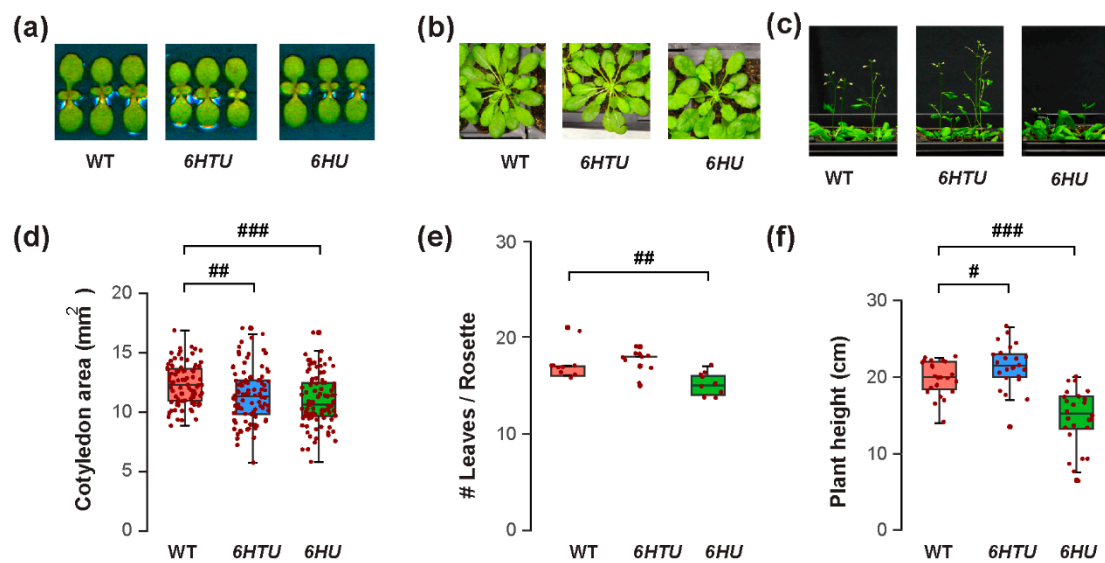 (a)
WT 6HTU 6HU
(b)
WT 6HTU 6HU
(c)
WT 6HTU 6HU
(d)
###
##
Cotyledon area (mm²)
20
15
10
5
0
WT 6HTU 6HU
(e)
##
# Leaves / Rosette
30
20
10
0
WT 6HTU 6HU
(f)
###
#
Plant height (cm)
30
20
10
0
WT 6HTU 6HU